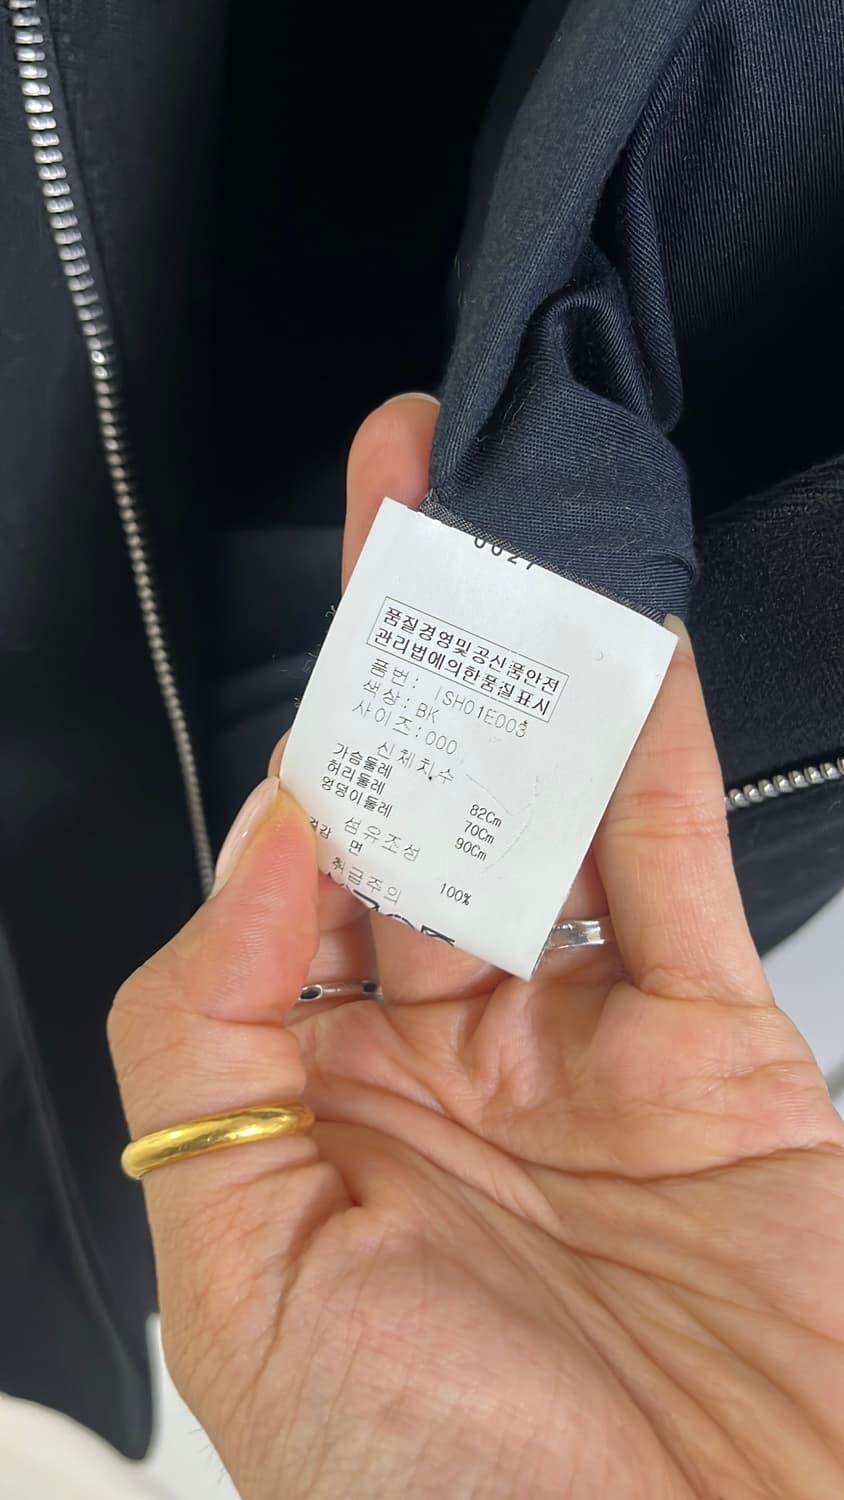 0027
품질경영및공산품안전
관리법에의한품질표시
품번: ISH01E003
색상: BK
사이즈:000
신체치수
가슴둘레 82Cm
허리둘레 70Cm
엉덩이둘레 90Cm
섬유조성
겉감 면 100%
취급주의